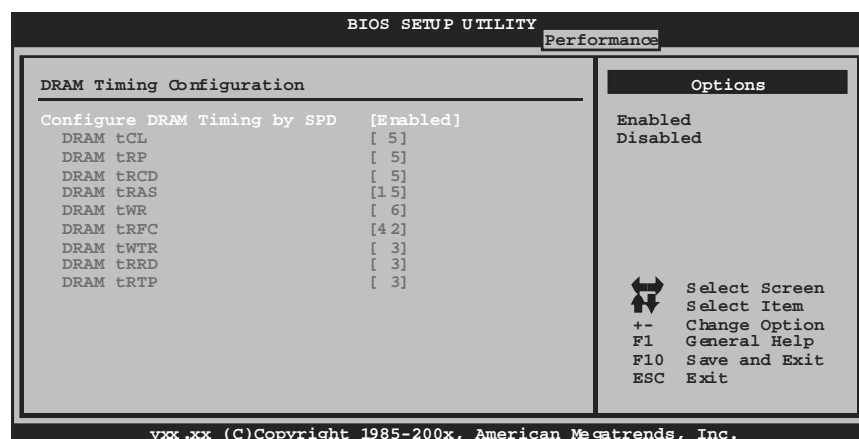 BIOS SETUP UTILITY
Performance
DRAM Timing Configuration
Configure DRAM Timing by SPD [Enabled]
DRAM tCL [ 5]
DRAM tRP [ 5]
DRAM tRCD [ 5]
DRAM tRAS [15]
DRAM tWR [ 6]
DRAM tRFC [42]
DRAM tWTR [ 3]
DRAM tRRD [ 3]
DRAM tRTP [ 3]
Options
Enabled
Disabled
Select Screen
Select Item
+- Change Option
F1 General Help
F10 Save and Exit
ESC Exit
vxx.xx (C)Copyright 1985-200x, American Megatrends, Inc.